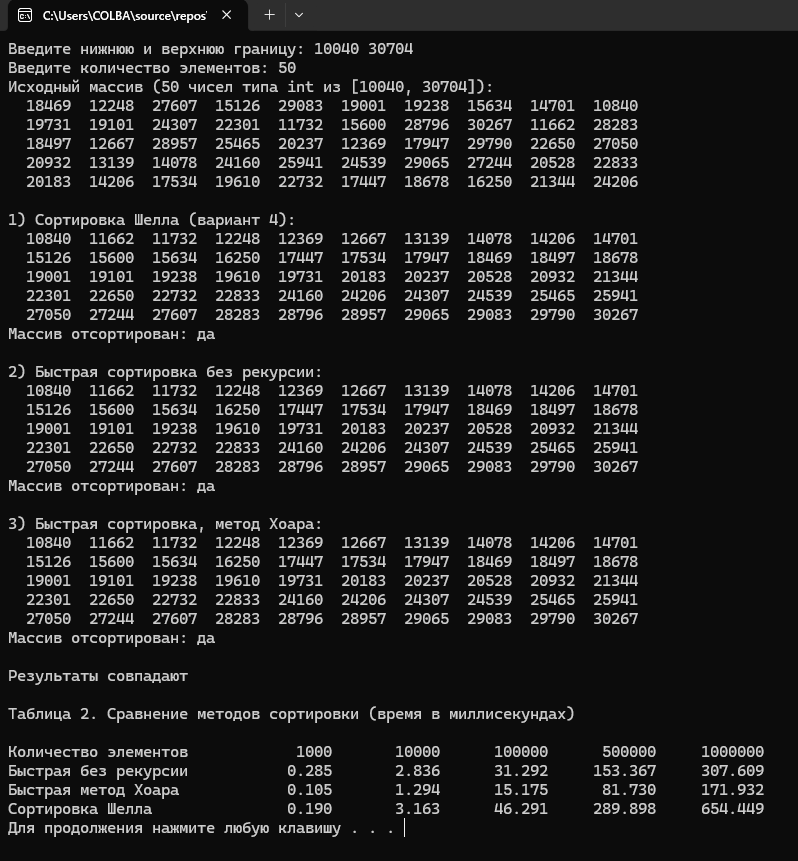 C:\Users\COLBA\source\repos\
Введите нижнюю и верхнюю границу: 10040 30704
Введите количество элементов: 50
Исходный массив (50 чисел типа int из [10040, 30704]):
18469 12248 27607 15126 29083 19001 19238 15634 14701 10840
19731 19101 24307 22301 11732 15600 28796 30267 11662 28283
18497 12667 28957 25465 20237 12369 17947 29790 22650 27050
20932 13139 14078 24160 25941 24539 29065 27244 20528 22833
20183 14206 17534 19610 22732 17447 18678 16250 21344 24206
1) Сортировка Шелла (вариант 4):
10840 11662 11732 12248 12369 12667 13139 14078 14206 14701
15126 15600 15634 16250 17447 17534 17947 18469 18497 18678
19001 19101 19238 19610 19731 20183 20237 20528 20932 21344
22301 22650 22732 22833 24160 24206 24307 24539 25465 25941
27050 27244 27607 28283 28796 28957 29065 29083 29790 30267
Массив отсортирован: да
2) Быстрая сортировка без рекурсии:
10840 11662 11732 12248 12369 12667 13139 14078 14206 14701
15126 15600 15634 16250 17447 17534 17947 18469 18497 18678
19001 19101 19238 19610 19731 20183 20237 20528 20932 21344
22301 22650 22732 22833 24160 24206 24307 24539 25465 25941
27050 27244 27607 28283 28796 28957 29065 29083 29790 30267
Массив отсортирован: да
3) Быстрая сортировка, метод Хоара:
10840 11662 11732 12248 12369 12667 13139 14078 14206 14701
15126 15600 15634 16250 17447 17534 17947 18469 18497 18678
19001 19101 19238 19610 19731 20183 20237 20528 20932 21344
22301 22650 22732 22833 24160 24206 24307 24539 25465 25941
27050 27244 27607 28283 28796 28957 29065 29083 29790 30267
Массив отсортирован: да
Результаты совпадают
Таблица 2. Сравнение методов сортировки (время в миллисекундах)
Количество элементов 1000 10000 100000 500000 1000000
Быстрая без рекурсии 0.285 2.836 31.292 153.367 307.609
Быстрая метод Хоара 0.105 1.294 15.175 81.730 171.932
Сортировка Шелла 0.190 3.163 46.291 289.898 654.449
Для продолжения нажмите любую клавишу . . .